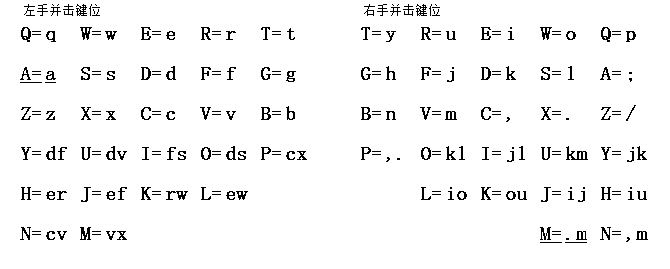 左手并击键位 右手并击键位
Q=q W=w E=e R=r T=t T=y R=u E=i W=o Q=p
A=a S=s D=d F=f G=g G=h F=j D=k S=l A=;
Z=z X=x C=c V=v B=b B=n V=m C=, X=. Z=/
Y=df U=dv I=fs O=ds P=cx P=,. O=kl I=jl U=km Y=jk
H=er J=ef K=rw L=ew L=io K=ou J=ij H=iu
N=cv M=vx M=.m N=,m